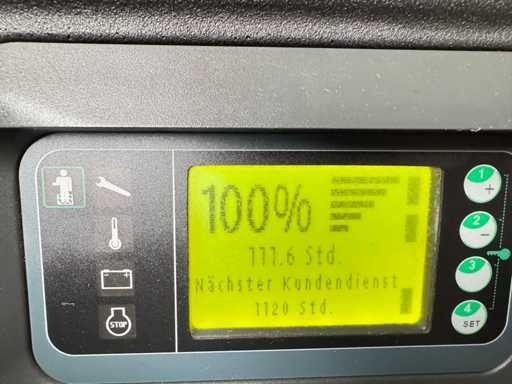 100%
111.6 Std.
Nächster Kundendienst
1120 Std.
STOP
1
+
2
−
3
4
SET